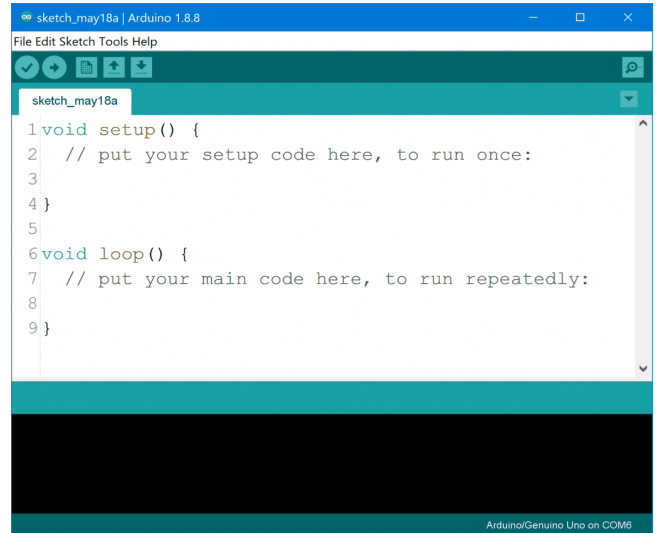 sketch_may18a | Arduino 1.8.8
File Edit Sketch Tools Help
sketch_may18a
1 void setup() {
2   // put your setup code here, to run once:
3
4 }
5
6 void loop() {
7   // put your main code here, to run repeatedly:
8
9 }
Arduino/Genuino Uno on COM6